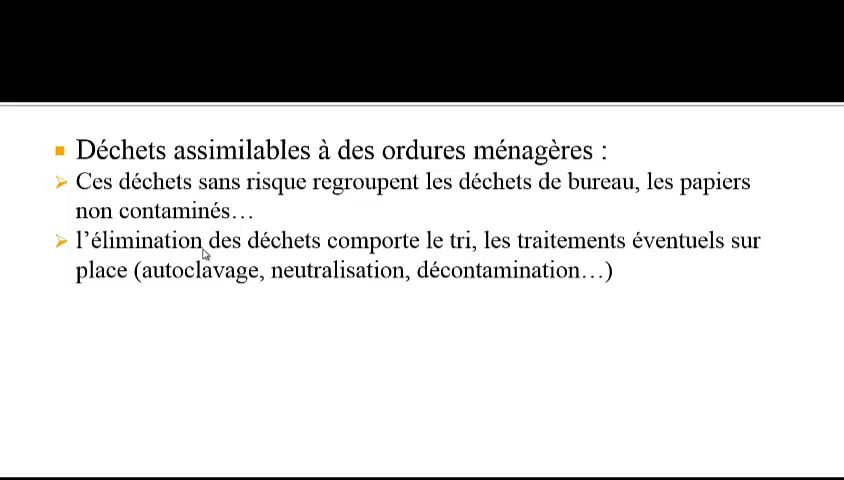 Déchets assimilables à des ordures ménagères :
Ces déchets sans risque regroupent les déchets de bureau, les papiers
non contaminés…
l’élimination des déchets comporte le tri, les traitements éventuels sur
place (autoclavage, neutralisation, décontamination…)